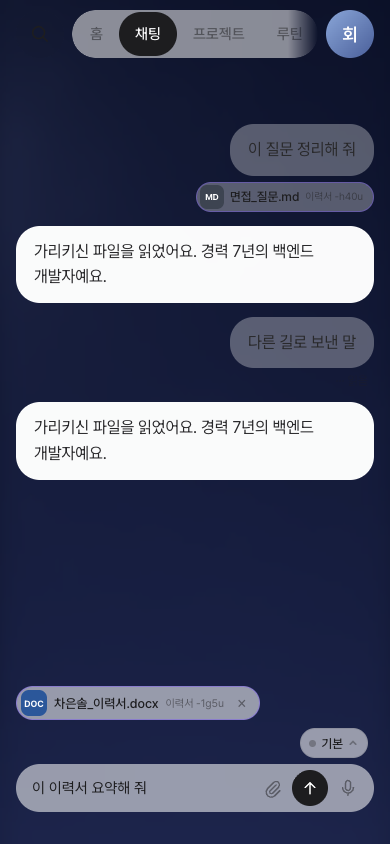 홈 채팅 프로젝트 루틴 회
이 질문 정리해 줘
MD 면접_질문.md 이력서 -h40u
가리키신 파일을 읽었어요. 경력 7년의 백엔드
개발자예요.
다른 길로 보낸 말
가리키신 파일을 읽었어요. 경력 7년의 백엔드
개발자예요.
DOC 차은솔_이력서.docx 이력서 -1g5u
기본
이 이력서 요약해 줘